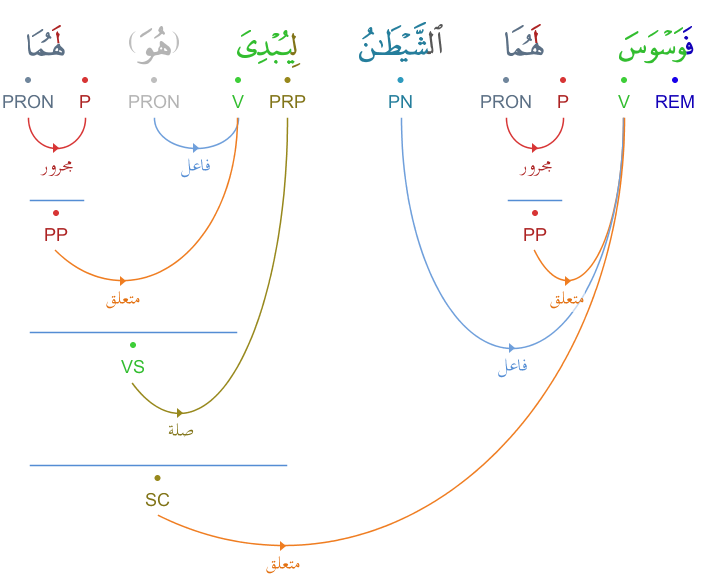 فَوَسْوَسَ لَهُمَا ٱلشَّيْطَـٰنُ لِيُبْدِىَ (هُوَ) لَهُمَا
REM V P PRON PN PRP V PRON P PRON
مجرور فاعل مجرور
PP PP
متعلق متعلق
VS فاعل
صلة
SC
متعلق